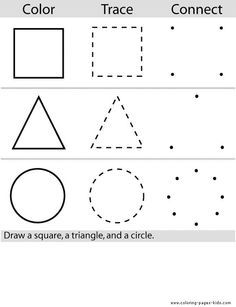 Color Trace Connect
Draw a square, a triangle, and a circle.
www.coloring-pages-kids.com